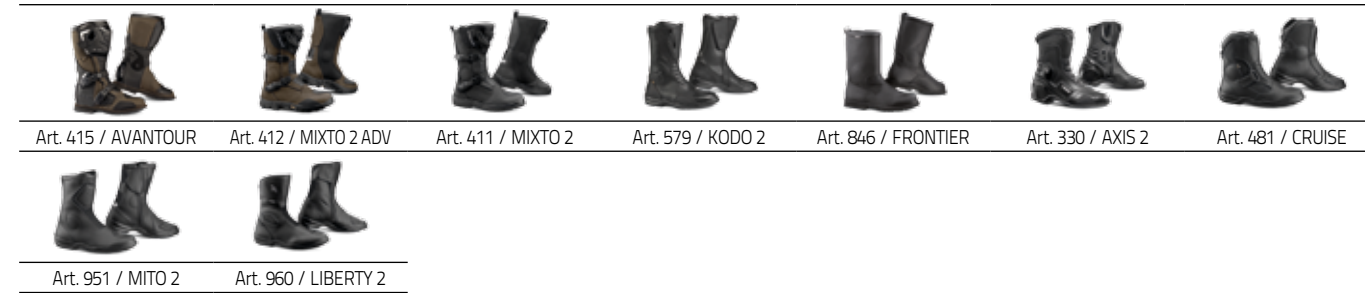 Art. 415 / AVANTOUR
Art. 412 / MIXTO 2 ADV
Art. 411 / MIXTO 2
Art. 579 / KODO 2
Art. 846 / FRONTIER
Art. 330 / AXIS 2
Art. 481 / CRUISE
Art. 951 / MITO 2
Art. 960 / LIBERTY 2